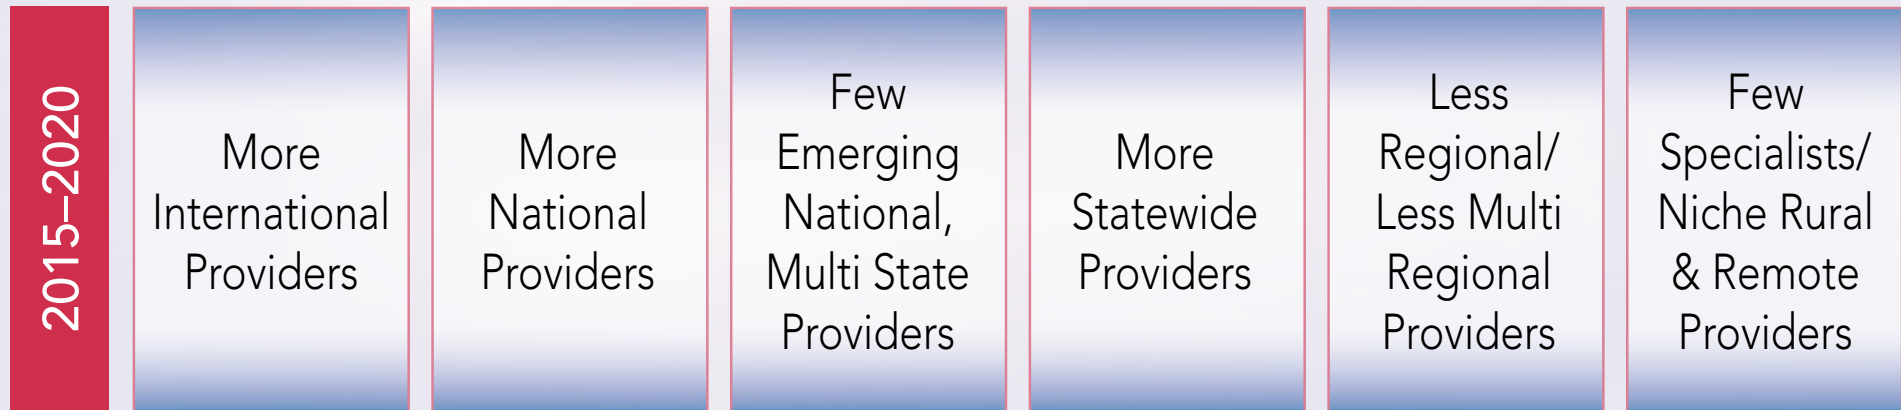 2015–2020
More
International
Providers
More
National
Providers
Few
Emerging
National,
Multi State
Providers
More
Statewide
Providers
Less
Regional/
Less Multi
Regional
Providers
Few
Specialists/
Niche Rural
& Remote
Providers